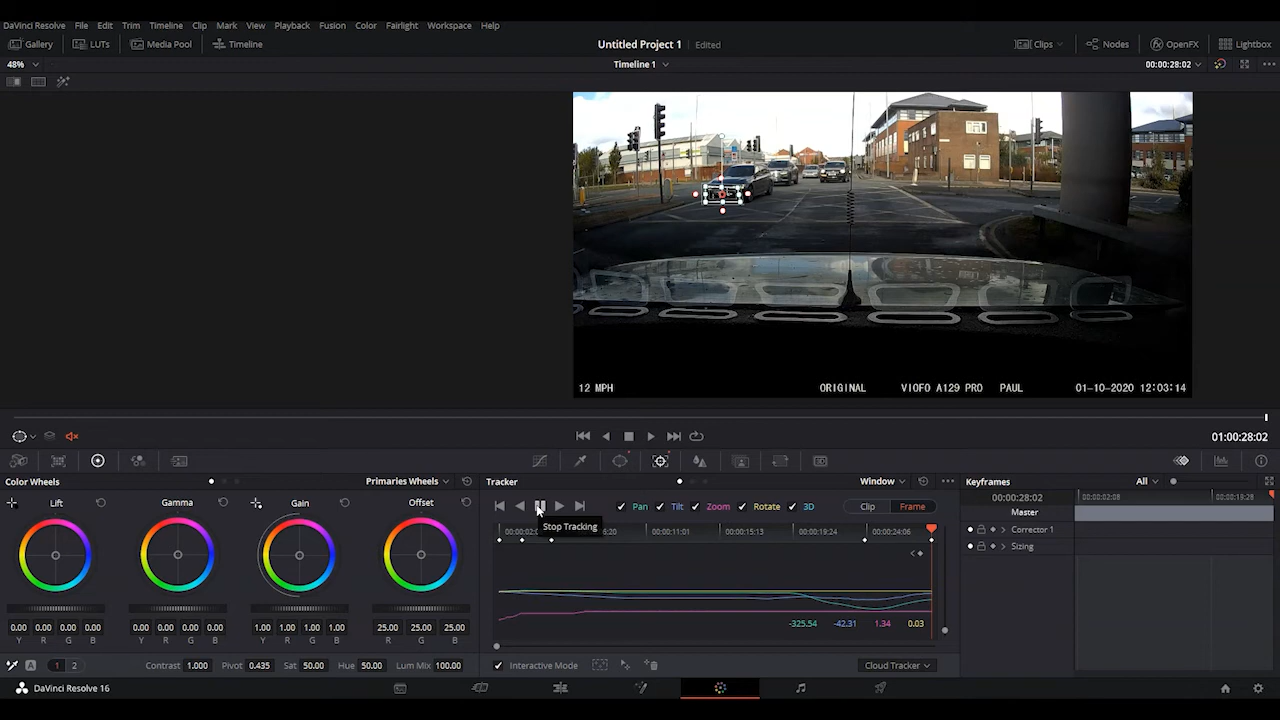 DaVinci Resolve File Edit Trim Timeline Clip Mark View Playback Fusion Color Fairlight Workspace Help
Gallery LUTs Media Pool Timeline Untitled Project 1 Edited Clips Nodes OpenFX Lightbox
48% Timeline 1 00:00:28:02
12 MPH ORIGINAL VIOFO A129 PRO PAUL 01-10-2020 12:03:14
01:00:28:02
Color Wheels Primaries Wheels Tracker Window Keyframes All
Lift Gamma Gain Offset
00:00:28:02 00:00:02:08 00:00:19:28
Pan Tilt Zoom Rotate 3D Clip Frame
Master
Stop Tracking
00:00:11:01 00:00:15:13 00:00:19:24 00:00:24:06
Corrector 1
Sizing
-325.54 -42.31 1.34 0.03
0.00 0.00 0.00 0.00 0.00 0.00 0.00 0.00 1.00 1.00 1.00 1.00 25.00 25.00 25.00
Y R G B Y R G B Y R G B R G B
A 1 2 Contrast 1.000 Pivot 0.435 Sat 50.00 Hue 50.00 Lum Mix 100.00 Interactive Mode Cloud Tracker
DaVinci Resolve 16